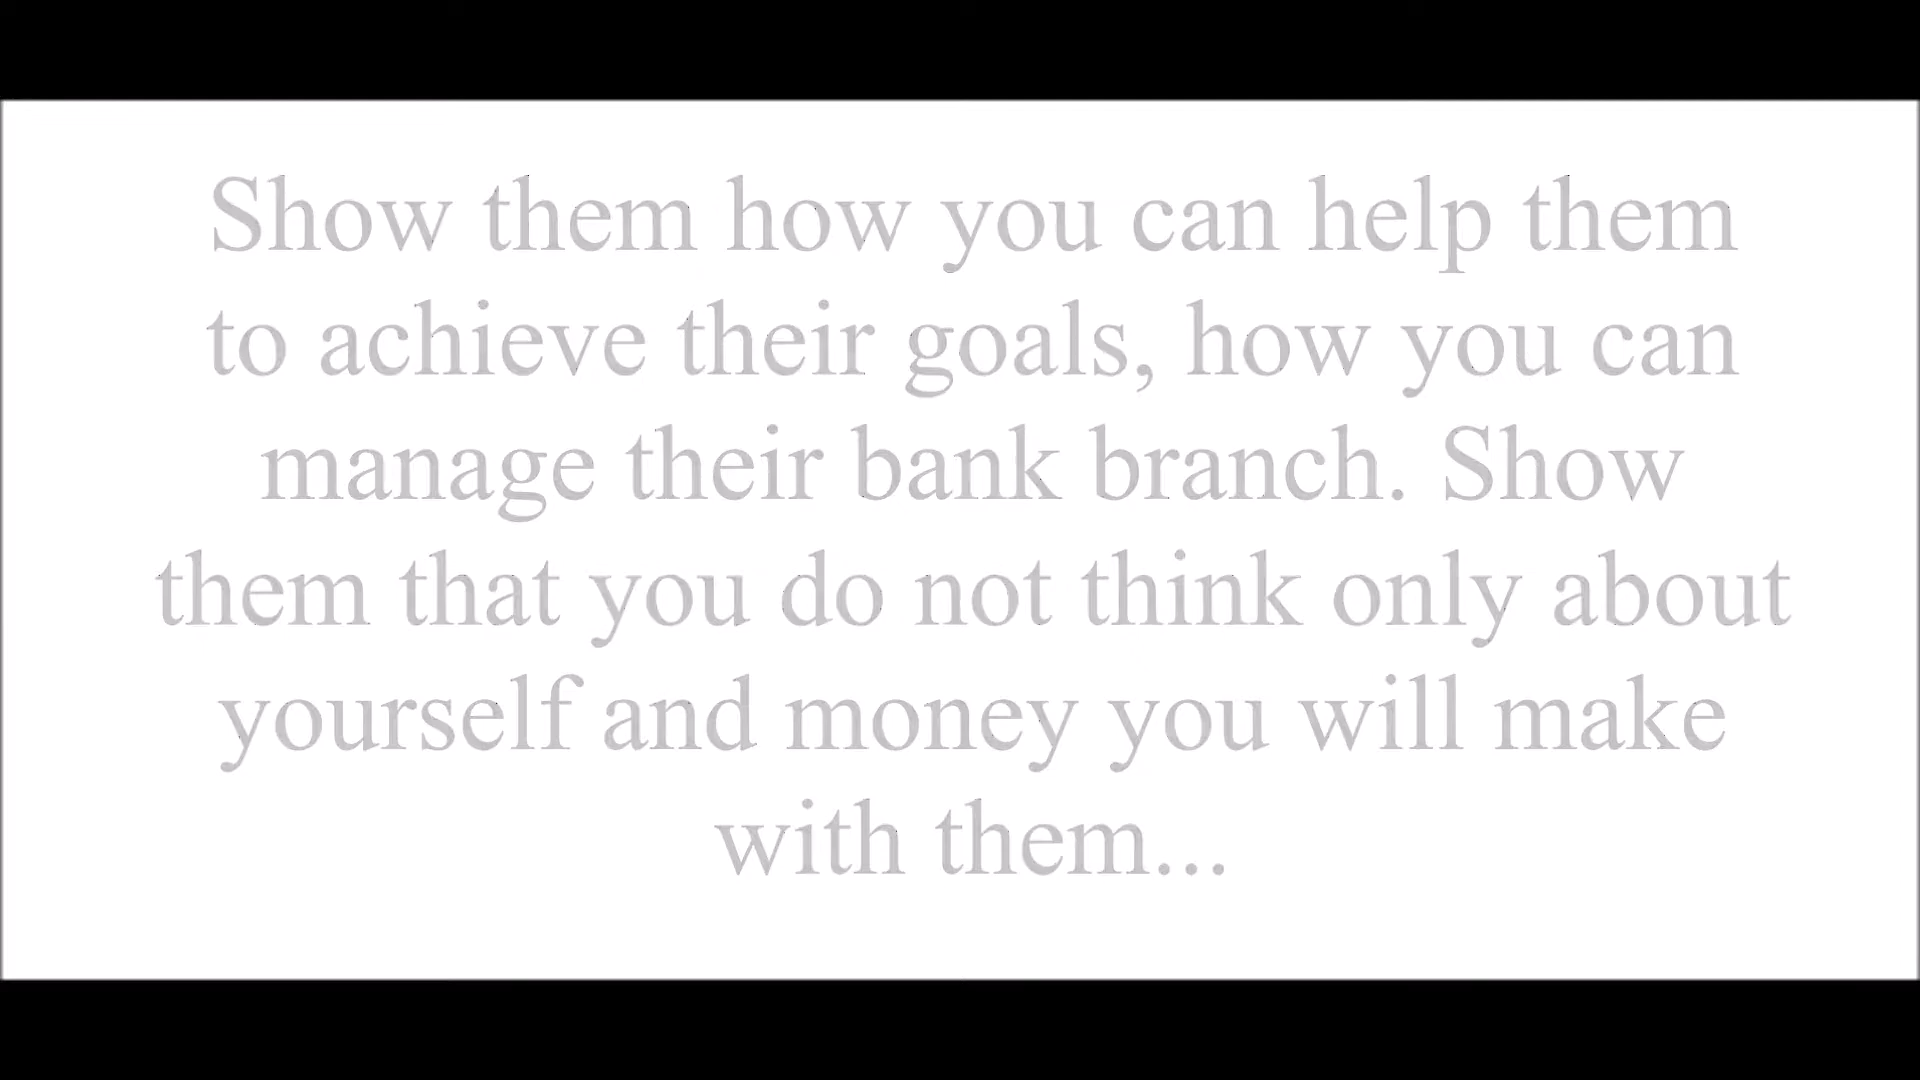 Show them how you can help them
to achieve their goals, how you can
manage their bank branch. Show
them that you do not think only about
yourself and money you will make
with them...